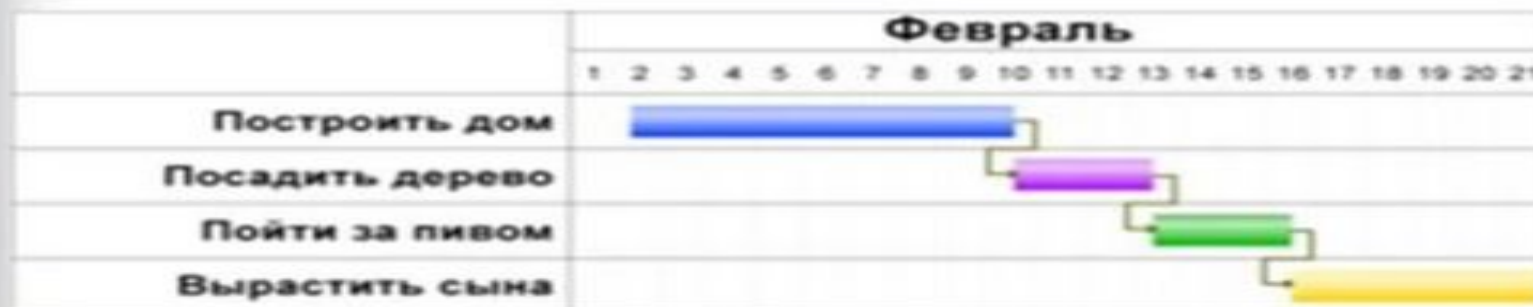 Февраль
1 2 3 4 5 6 7 8 9 10 11 12 13 14 15 16 17 18 19 20 21
Построить дом
Посадить дерево
Пойти за пивом
Вырастить сына